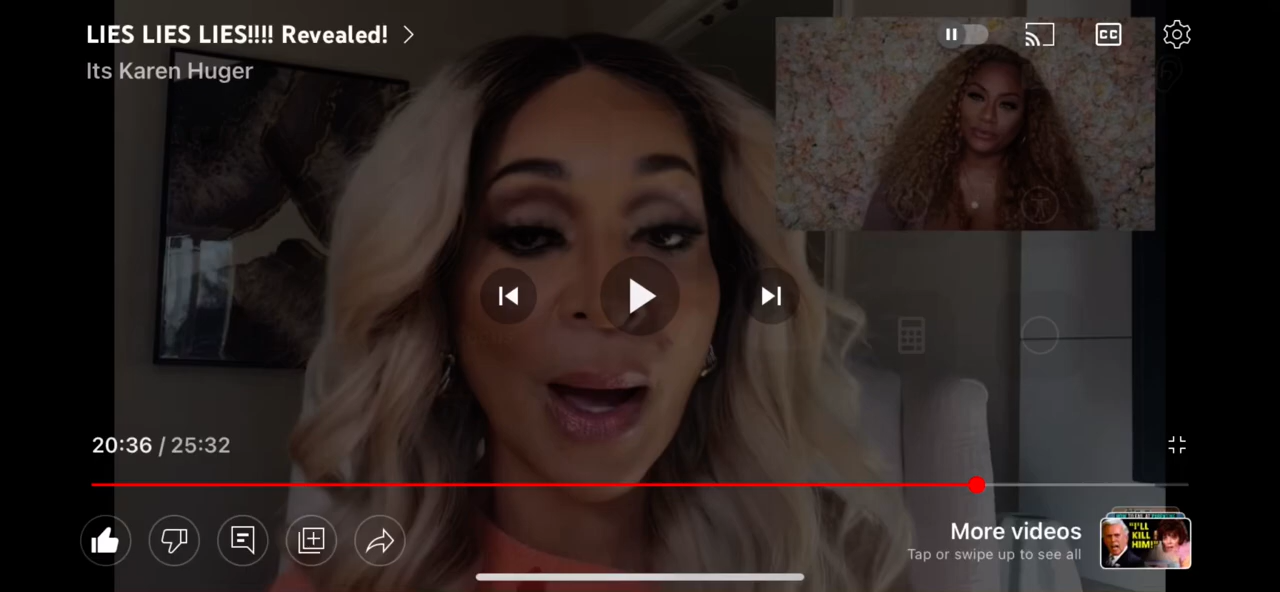 LIES LIES LIES!!!! Revealed!
Its Karen Huger
CC
20:36 / 25:32
More videos
Tap or swipe up to see all
"I'LL
KILL
HIM!"